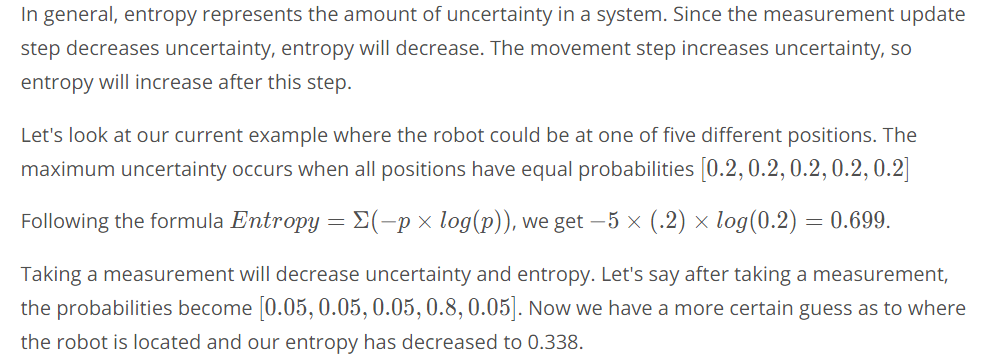 In general, entropy represents the amount of uncertainty in a system. Since the measurement update
step decreases uncertainty, entropy will decrease. The movement step increases uncertainty, so
entropy will increase after this step.
Let's look at our current example where the robot could be at one of five different positions. The
maximum uncertainty occurs when all positions have equal probabilities [0.2, 0.2, 0.2, 0.2, 0.2]
Following the formula Entropy = Σ(−p × log(p)), we get −5 × (.2) × log(0.2) = 0.699.
Taking a measurement will decrease uncertainty and entropy. Let's say after taking a measurement,
the probabilities become [0.05, 0.05, 0.05, 0.8, 0.05]. Now we have a more certain guess as to where
the robot is located and our entropy has decreased to 0.338.